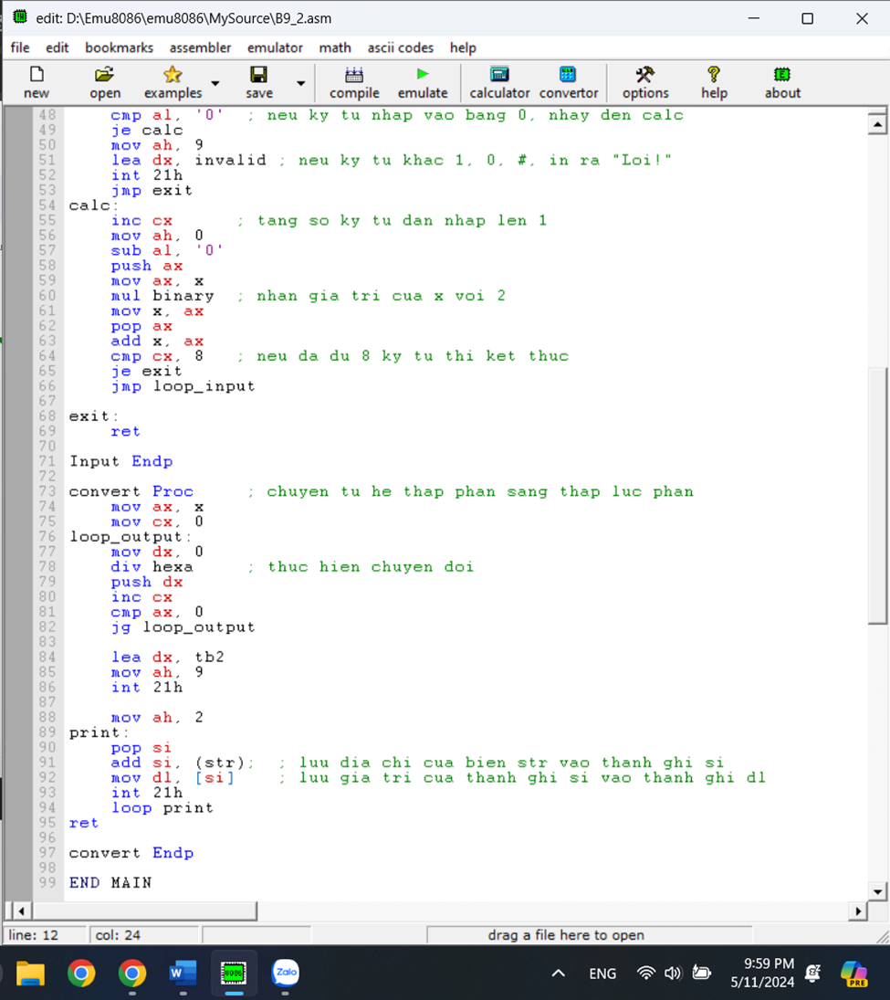 edit: D:\Emu8086\emu8086\MySource\B9_2.asm
file edit bookmarks assembler emulator math ascii codes help
new open examples save compile emulate calculator convertor options help about
48 cmp al, '0' ; neu ky tu nhap vao bang 0, nhay den calc
49 je calc
50 mov ah, 9
51 lea dx, invalid ; neu ky tu khac 1, 0, #, in ra "Loi!"
52 int 21h
53 jmp exit
54 calc:
55 inc cx ; tang so ky tu dan nhap len 1
56 mov ah, 0
57 sub al, '0'
58 push ax
59 mov ax, x
60 mul binary ; nhan gia tri cua x voi 2
61 mov x, ax
62 pop ax
63 add x, ax
64 cmp cx, 8 ; neu da du 8 ky tu thi ket thuc
65 je exit
66 jmp loop_input
67
68 exit:
69 ret
70
71 Input Endp
72
73 convert Proc ; chuyen tu he thap phan sang thap luc phan
74 mov ax, x
75 mov cx, 0
76 loop_output:
77 mov dx, 0
78 div hexa ; thuc hien chuyen doi
79 push dx
80 inc cx
81 cmp ax, 0
82 jg loop_output
83
84 lea dx, tb2
85 mov ah, 9
86 int 21h
87
88 mov ah, 2
89 print:
90 pop si
91 add si, (str); ; luu dia chi cua bien str vao thanh ghi si
92 mov dl, [si] ; luu gia tri cua thanh ghi si vao thanh ghi dl
93 int 21h
94 loop print
95 ret
96
97 convert Endp
98
99 END MAIN
line: 12 col: 24 drag a file here to open
W 8086 Zalo ENG 9:59 PM
5/11/2024
PRE